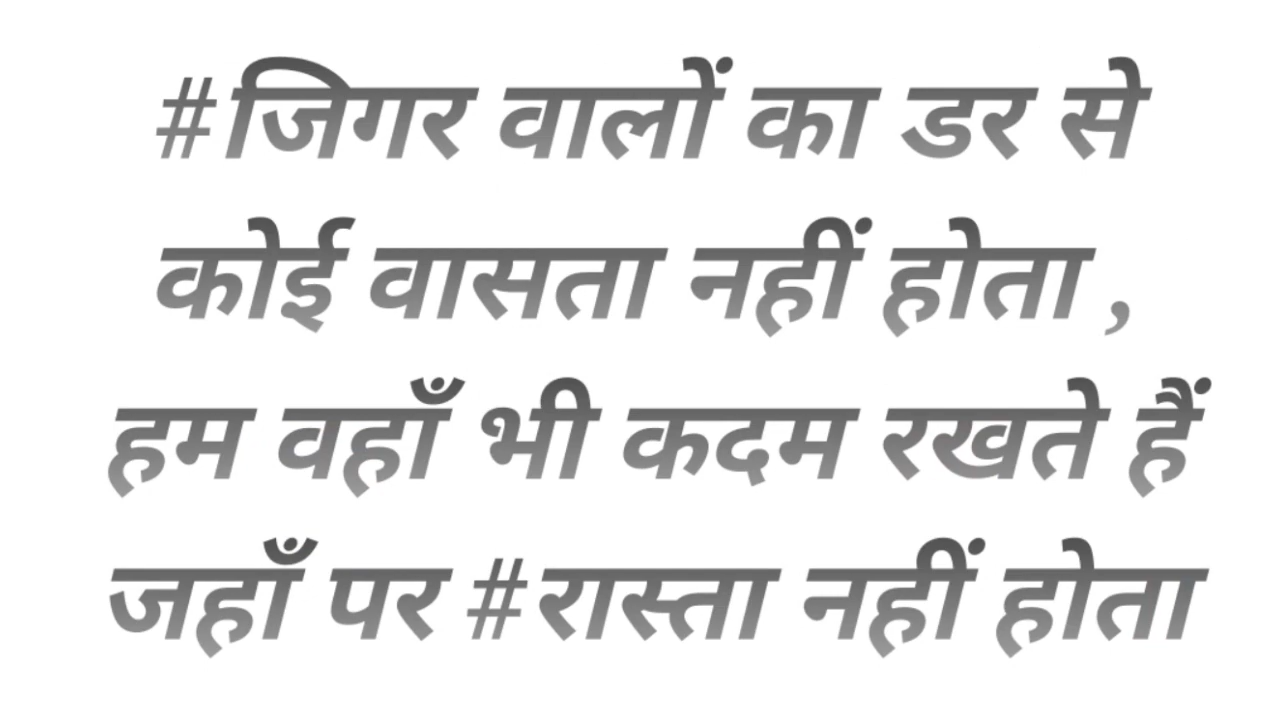 #जिगर वालों का डर से
कोई वासता नहीं होता ,
हम वहाँ भी कदम रखते हैं
जहाँ पर #रास्ता नहीं होता